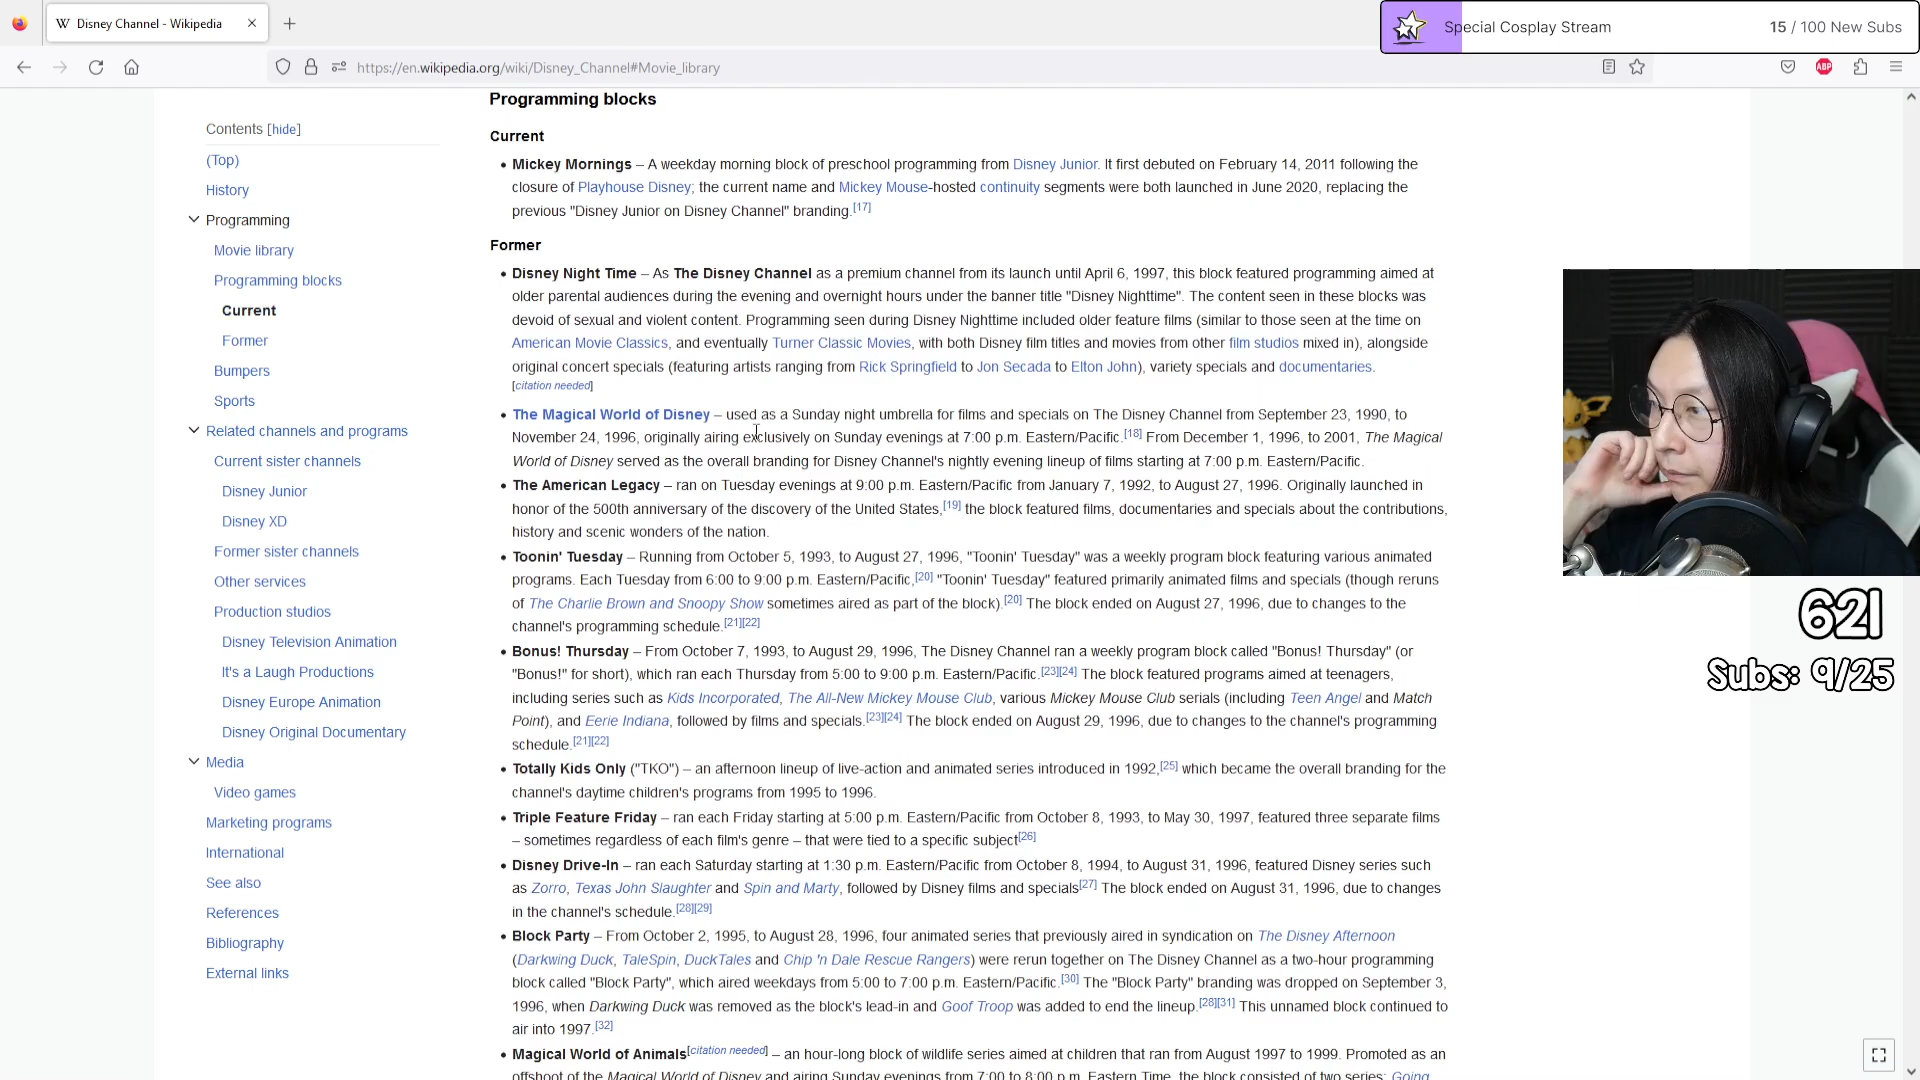 Disney Channel - Wikipedia
Special Cosplay Stream
15 / 100 New Subs
https://en.wikipedia.org/wiki/Disney_Channel#Movie_library
ABP
Contents [hide]
(Top)
History
Programming
Movie library
Programming blocks
Current
Former
Bumpers
Sports
Related channels and programs
Current sister channels
Disney Junior
Disney XD
Former sister channels
Other services
Production studios
Disney Television Animation
It's a Laugh Productions
Disney Europe Animation
Disney Original Documentary
Media
Video games
Marketing programs
International
See also
References
Bibliography
External links
Programming blocks
Current
• Mickey Mornings – A weekday morning block of preschool programming from Disney Junior. It first debuted on February 14, 2011 following the
closure of Playhouse Disney; the current name and Mickey Mouse-hosted continuity segments were both launched in June 2020, replacing the
previous "Disney Junior on Disney Channel" branding.[17]
Former
• Disney Night Time – As The Disney Channel as a premium channel from its launch until April 6, 1997, this block featured programming aimed at
older parental audiences during the evening and overnight hours under the banner title "Disney Nighttime". The content seen in these blocks was
devoid of sexual and violent content. Programming seen during Disney Nighttime included older feature films (similar to those seen at the time on
American Movie Classics, and eventually Turner Classic Movies, with both Disney film titles and movies from other film studios mixed in), alongside
original concert specials (featuring artists ranging from Rick Springfield to Jon Secada to Elton John), variety specials and documentaries.
[citation needed]
• The Magical World of Disney – used as a Sunday night umbrella for films and specials on The Disney Channel from September 23, 1990, to
November 24, 1996, originally airing exclusively on Sunday evenings at 7:00 p.m. Eastern/Pacific.[18] From December 1, 1996, to 2001, The Magical
World of Disney served as the overall branding for Disney Channel's nightly evening lineup of films starting at 7:00 p.m. Eastern/Pacific.
• The American Legacy – ran on Tuesday evenings at 9:00 p.m. Eastern/Pacific from January 7, 1992, to August 27, 1996. Originally launched in
honor of the 500th anniversary of the discovery of the United States,[19] the block featured films, documentaries and specials about the contributions,
history and scenic wonders of the nation.
• Toonin' Tuesday – Running from October 5, 1993, to August 27, 1996, "Toonin' Tuesday" was a weekly program block featuring various animated
programs. Each Tuesday from 6:00 to 9:00 p.m. Eastern/Pacific,[20] "Toonin' Tuesday" featured primarily animated films and specials (though reruns
of The Charlie Brown and Snoopy Show sometimes aired as part of the block).[20] The block ended on August 27, 1996, due to changes to the
channel's programming schedule.[21][22]
• Bonus! Thursday – From October 7, 1993, to August 29, 1996, The Disney Channel ran a weekly program block called "Bonus! Thursday" (or
"Bonus!" for short), which ran each Thursday from 5:00 to 9:00 p.m. Eastern/Pacific.[23][24] The block featured programs aimed at teenagers,
including series such as Kids Incorporated, The All-New Mickey Mouse Club, various Mickey Mouse Club serials (including Teen Angel and Match
Point), and Eerie Indiana, followed by films and specials.[23][24] The block ended on August 29, 1996, due to changes to the channel's programming
schedule.[21][22]
• Totally Kids Only ("TKO") – an afternoon lineup of live-action and animated series introduced in 1992,[25] which became the overall branding for the
channel's daytime children's programs from 1995 to 1996.
• Triple Feature Friday – ran each Friday starting at 5:00 p.m. Eastern/Pacific from October 8, 1993, to May 30, 1997, featured three separate films
– sometimes regardless of each film's genre – that were tied to a specific subject[26]
• Disney Drive-In – ran each Saturday starting at 1:30 p.m. Eastern/Pacific from October 8, 1994, to August 31, 1996, featured Disney series such
as Zorro, Texas John Slaughter and Spin and Marty, followed by Disney films and specials[27] The block ended on August 31, 1996, due to changes
in the channel's schedule.[28][29]
• Block Party – From October 2, 1995, to August 28, 1996, four animated series that previously aired in syndication on The Disney Afternoon
(Darkwing Duck, TaleSpin, DuckTales and Chip 'n Dale Rescue Rangers) were rerun together on The Disney Channel as a two-hour programming
block called "Block Party", which aired weekdays from 5:00 to 7:00 p.m. Eastern/Pacific.[30] The "Block Party" branding was dropped on September 3,
1996, when Darkwing Duck was removed as the block's lead-in and Goof Troop was added to end the lineup.[28][31] This unnamed block continued to
air into 1997.[32]
• Magical World of Animals[citation needed] – an hour-long block of wildlife series aimed at children that ran from August 1997 to 1999. Promoted as an
offshoot of the Magical World of Disney and airing Sunday evenings from 7:00 to 8:00 p.m. Eastern Time, the block consisted of two series: Going
621
Subs: 9/25